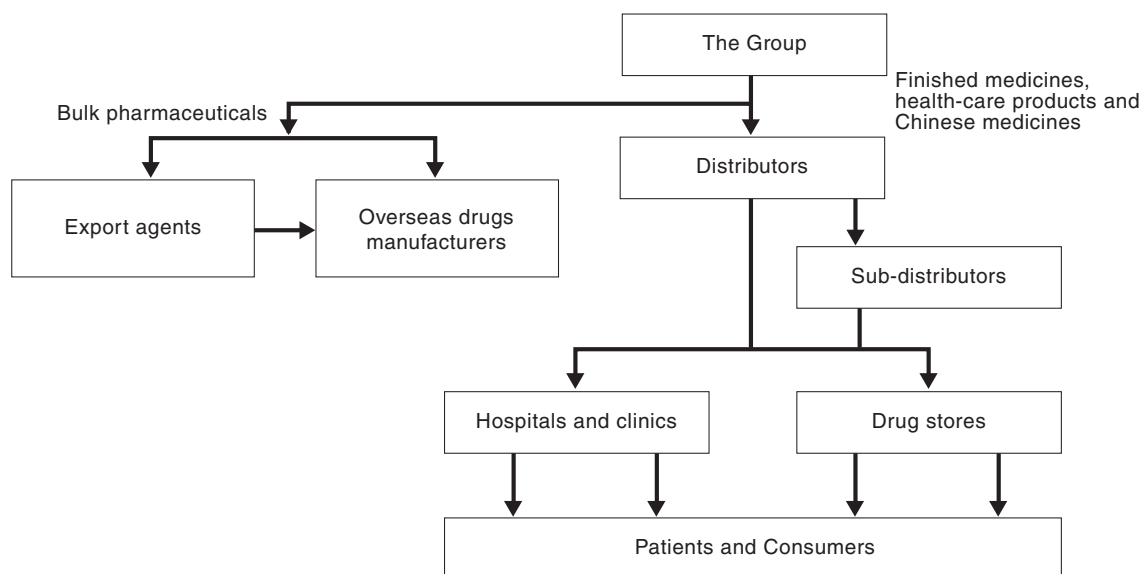 The Group
Finished medicines,
health-care products and
Chinese medicines
Bulk pharmaceuticals
Distributors
Export agents
Overseas drugs
manufacturers
Sub-distributors
Hospitals and clinics
Drug stores
Patients and Consumers